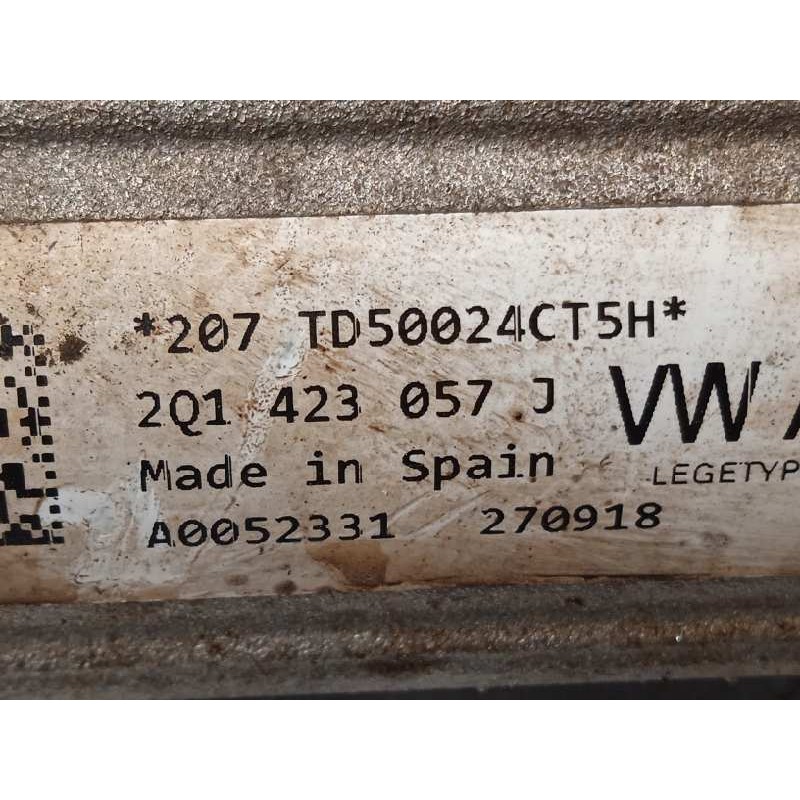 *207 TD50024CT5H*
2Q1 423 057 J
VW
Made in Spain
LEGETYP
A0052331 270918